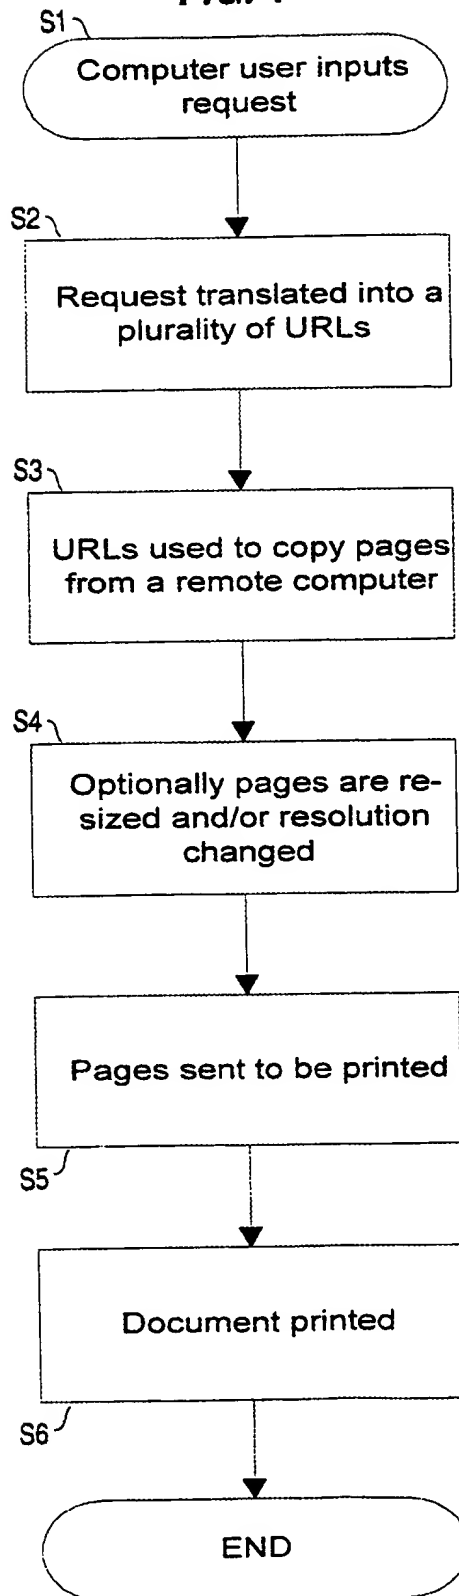 S1
Computer user inputs
request
S2
Request translated into a
plurality of URLs
S3
URLs used to copy pages
from a remote computer
S4
Optionally pages are re-
sized and/or resolution
changed
Pages sent to be printed
S5
Document printed
S6
END